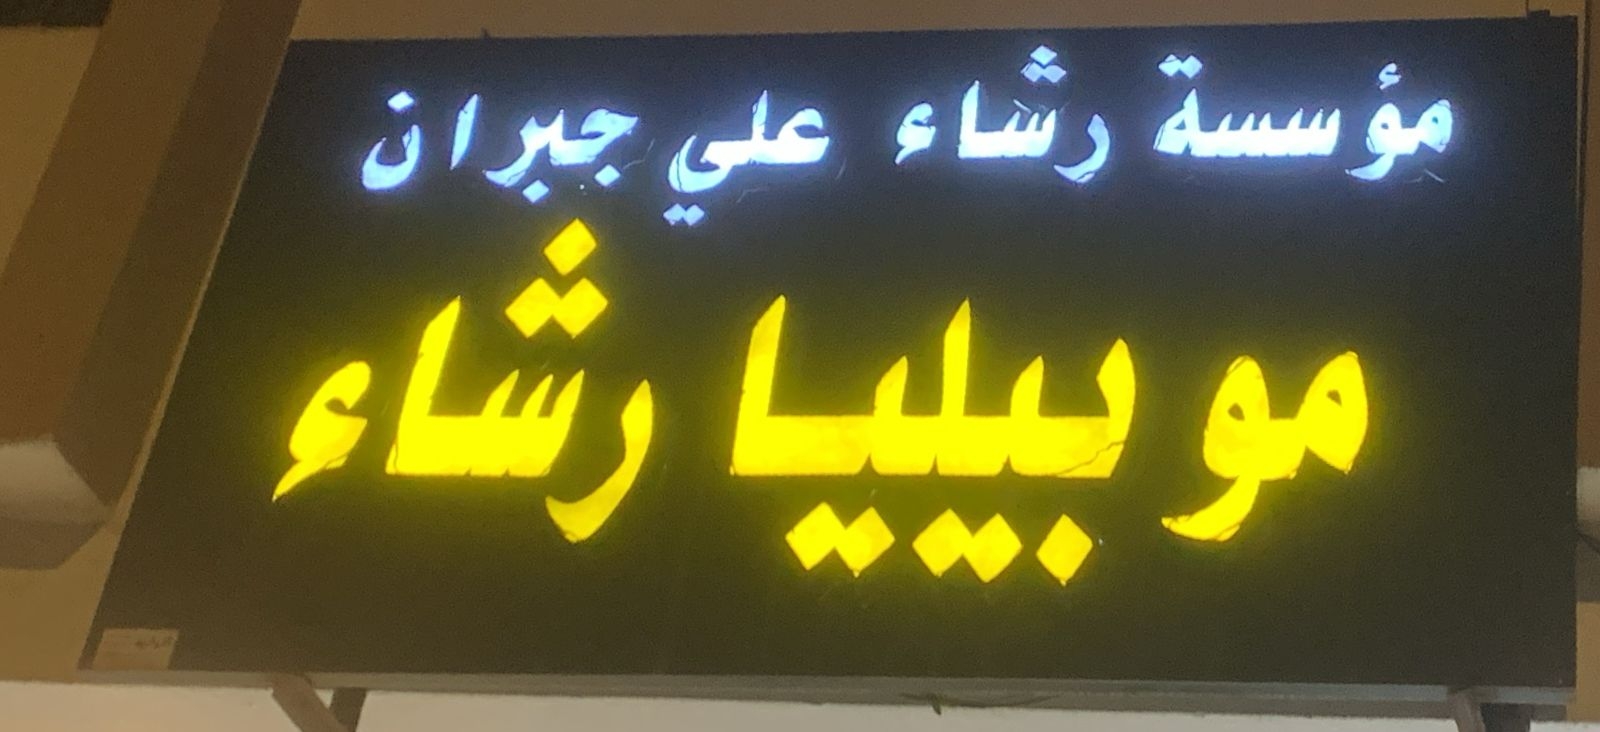 مؤسسة رشاء علي جبران
موبيليا رشاء